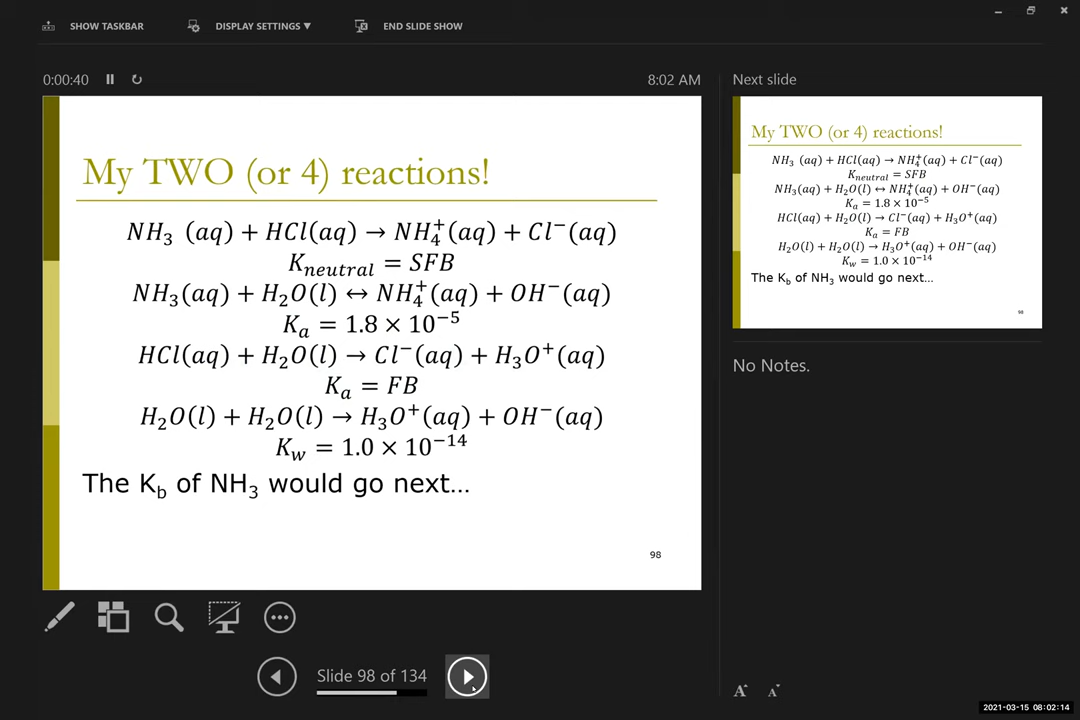 SHOW TASKBAR
DISPLAY SETTINGS ▼
END SLIDE SHOW
0:00:40
8:02 AM
Next slide
My TWO (or 4) reactions!
NH₃ (aq) + HCl(aq) → NH₄⁺(aq) + Cl⁻(aq)
Kₙₑᵤₜᵣₐₗ = SFB
NH₃(aq) + H₂O(l) ↔ NH₄⁺(aq) + OH⁻(aq)
Kₐ = 1.8 × 10⁻⁵
HCl(aq) + H₂O(l) → Cl⁻(aq) + H₃O⁺(aq)
Kₐ = FB
H₂O(l) + H₂O(l) → H₃O⁺(aq) + OH⁻(aq)
K_w = 1.0 × 10⁻¹⁴
The K_b of NH₃ would go next...
98
My TWO (or 4) reactions!
NH₃ (aq) + HCl(aq) → NH₄⁺(aq) + Cl⁻(aq)
Kₙₑᵤₜᵣₐₗ = SFB
NH₃(aq) + H₂O(l) ↔ NH₄⁺(aq) + OH⁻(aq)
Kₐ = 1.8 × 10⁻⁵
HCl(aq) + H₂O(l) → Cl⁻(aq) + H₃O⁺(aq)
Kₐ = FB
H₂O(l) + H₂O(l) → H₃O⁺(aq) + OH⁻(aq)
K_w = 1.0 × 10⁻¹⁴
The K_b of NH₃ would go next...
98
No Notes.
Slide 98 of 134
A A
2021-03-15 08:02:14